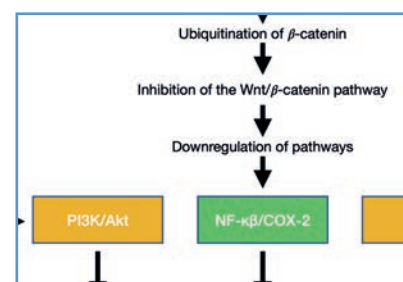 Ubiquitination of β-catenin
Inhibition of the Wnt/β-catenin pathway
Downregulation of pathways
PI3K/Akt
NF-κβ/COX-2